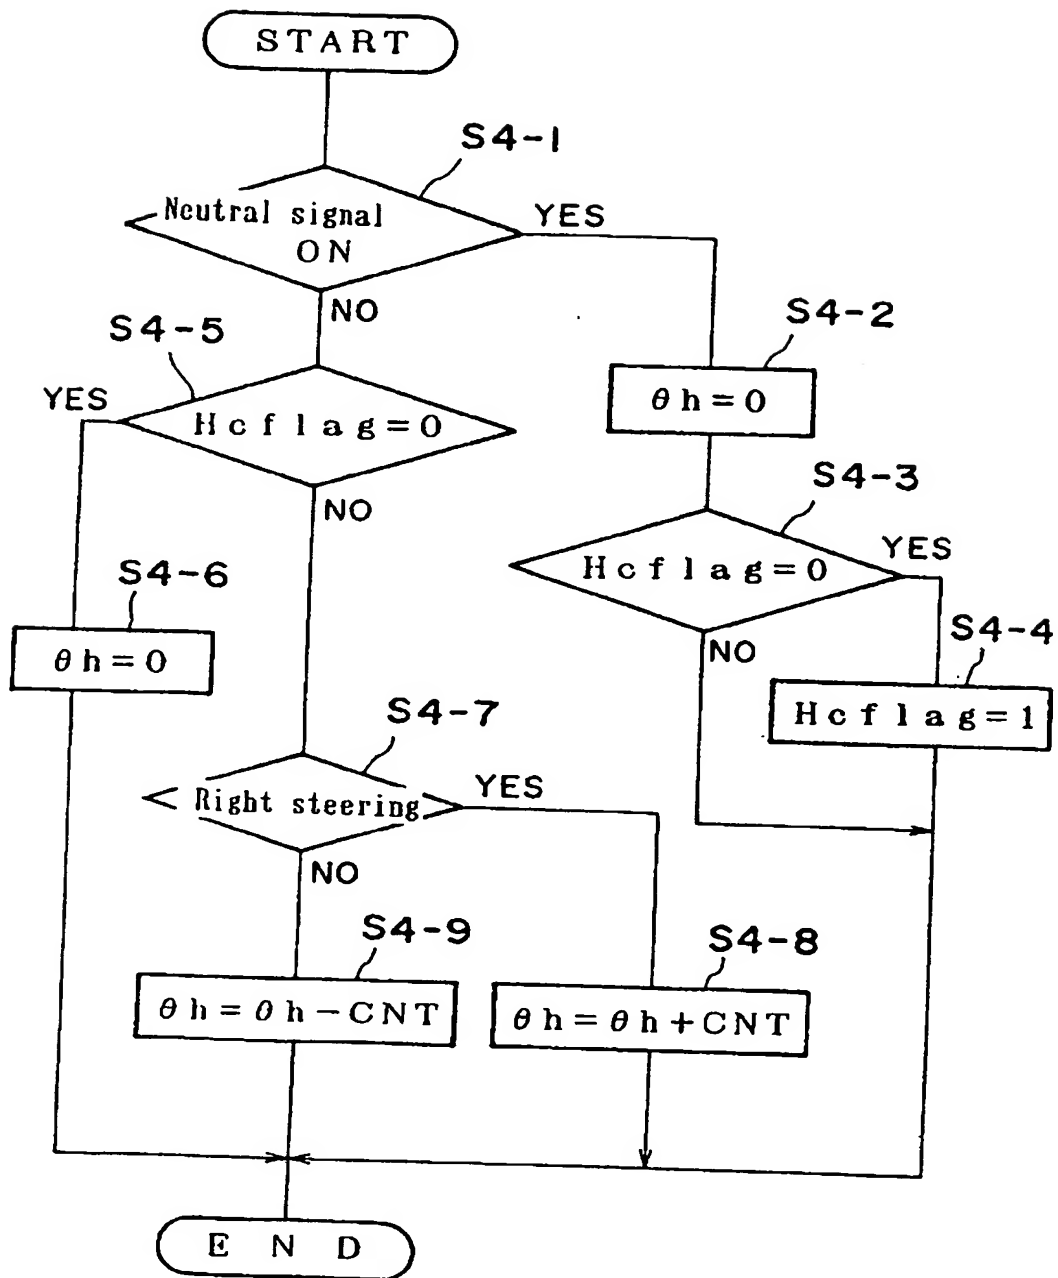 START
S4-1
Neutral signal
ON
YES
NO
S4-2
θh=0
S4-5
YES
Hcflag=0
NO
S4-3
Hcflag=0
YES
NO
S4-4
Hcflag=1
S4-6
θh=0
S4-7
Right steering
YES
NO
S4-9
θh=θh-CNT
S4-8
θh=θh+CNT
END